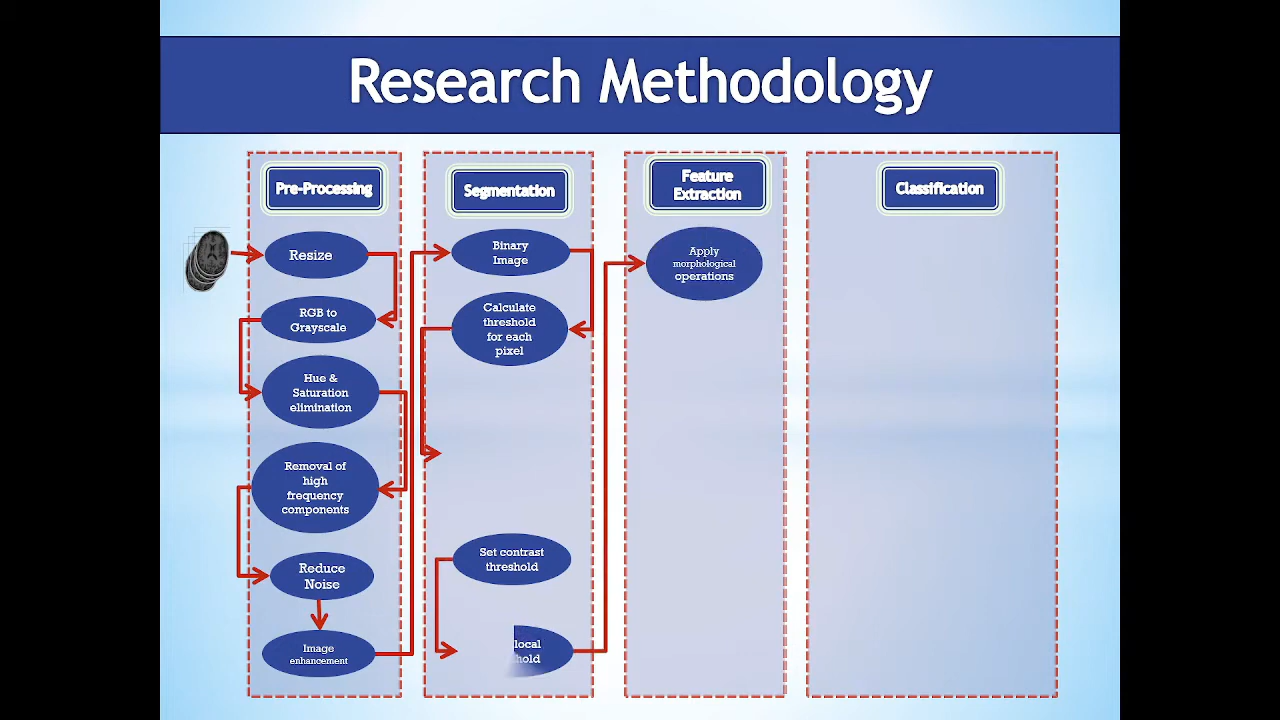 Research Methodology
Pre-Processing
Resize
RGB to
Grayscale
Hue &
Saturation
elimination
Removal of
high
frequency
components
Reduce
Noise
Image
enhancement
Segmentation
Binary
Image
Calculate
threshold
for each
pixel
Set contrast
threshold
local
Feature
Extraction
Apply
morphological
operations
Classification